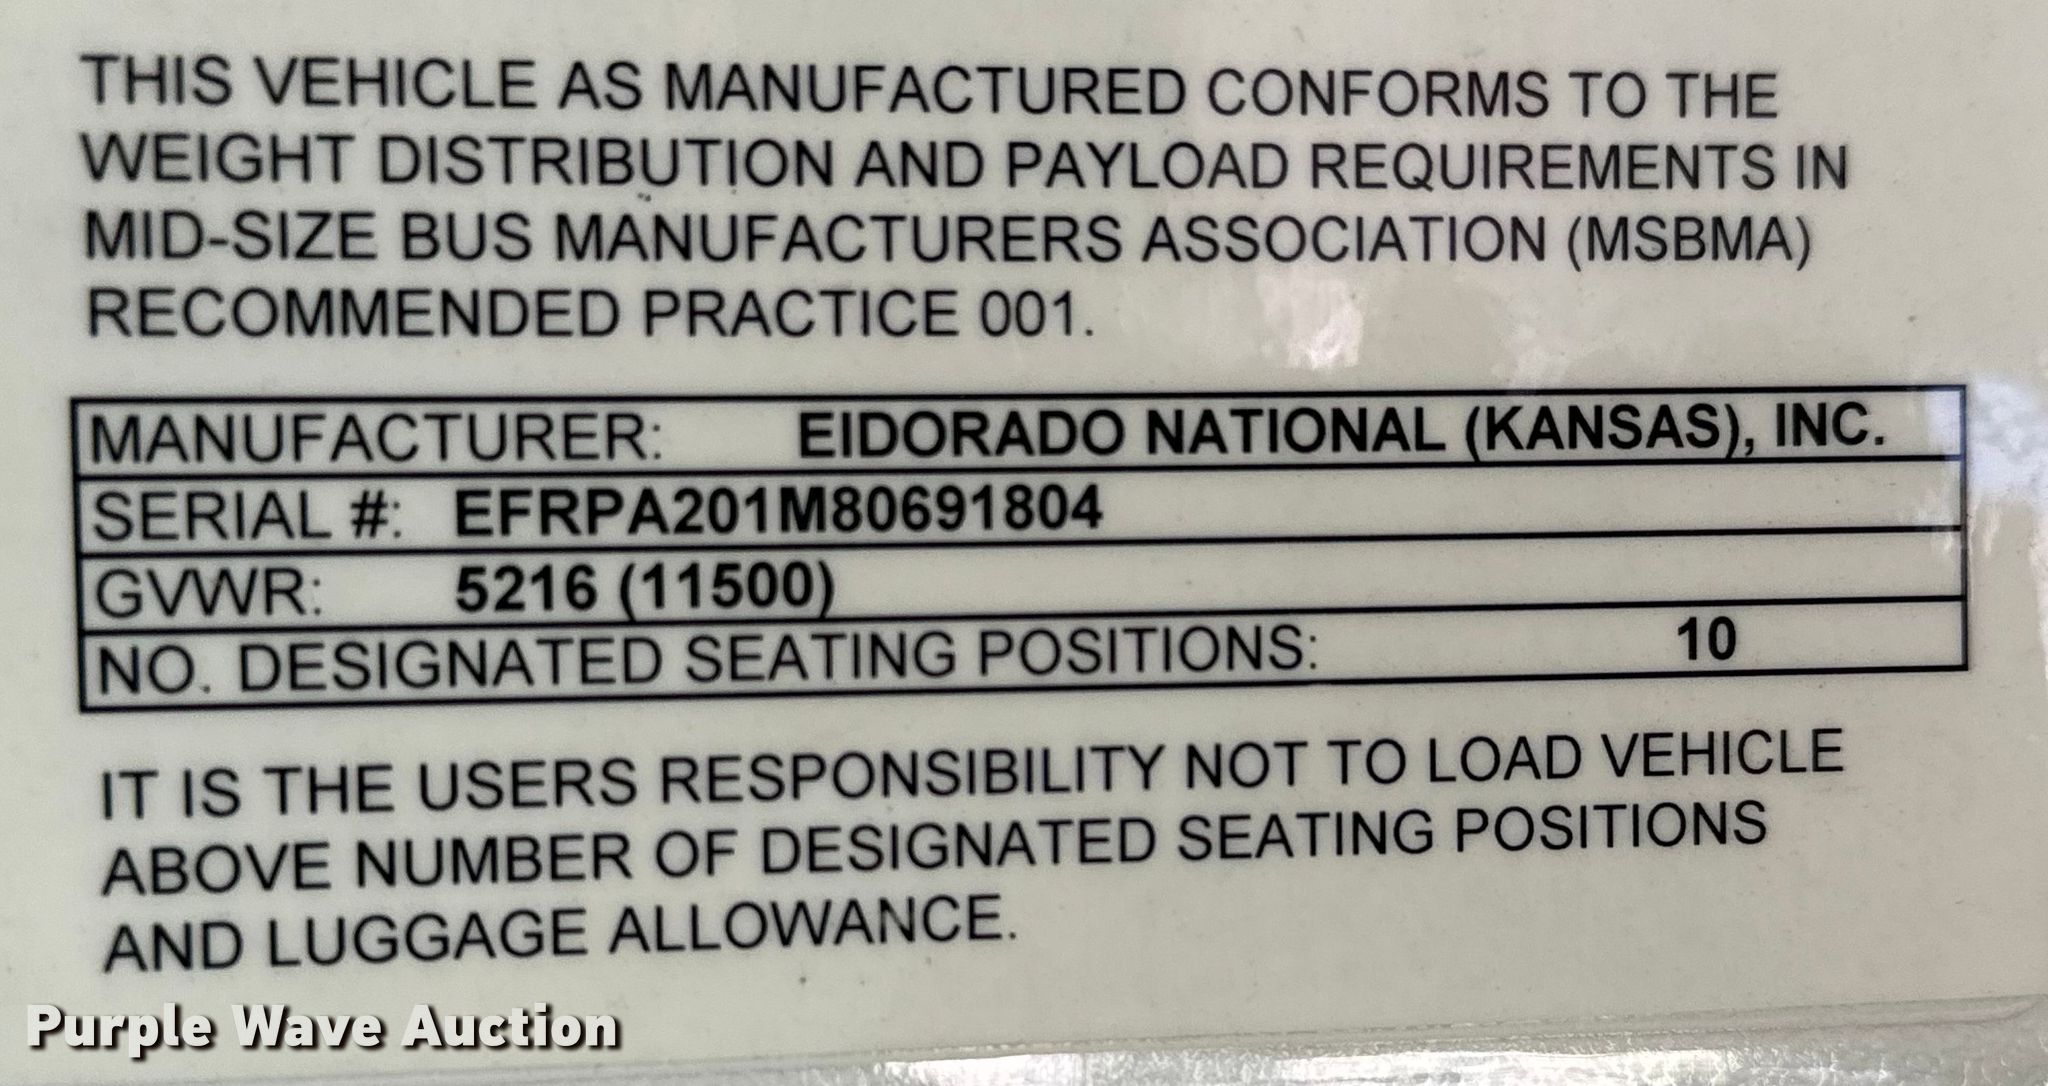 THIS VEHICLE AS MANUFACTURED CONFORMS TO THE
WEIGHT DISTRIBUTION AND PAYLOAD REQUIREMENTS IN
MID-SIZE BUS MANUFACTURERS ASSOCIATION (MSBMA)
RECOMMENDED PRACTICE 001.
MANUFACTURER: EIDORADO NATIONAL (KANSAS), INC.
SERIAL #: EFRPA201M80691804
GVWR: 5216 (11500)
NO. DESIGNATED SEATING POSITIONS: 10
IT IS THE USERS RESPONSIBILITY NOT TO LOAD VEHICLE
ABOVE NUMBER OF DESIGNATED SEATING POSITIONS
AND LUGGAGE ALLOWANCE.
Purple Wave Auction